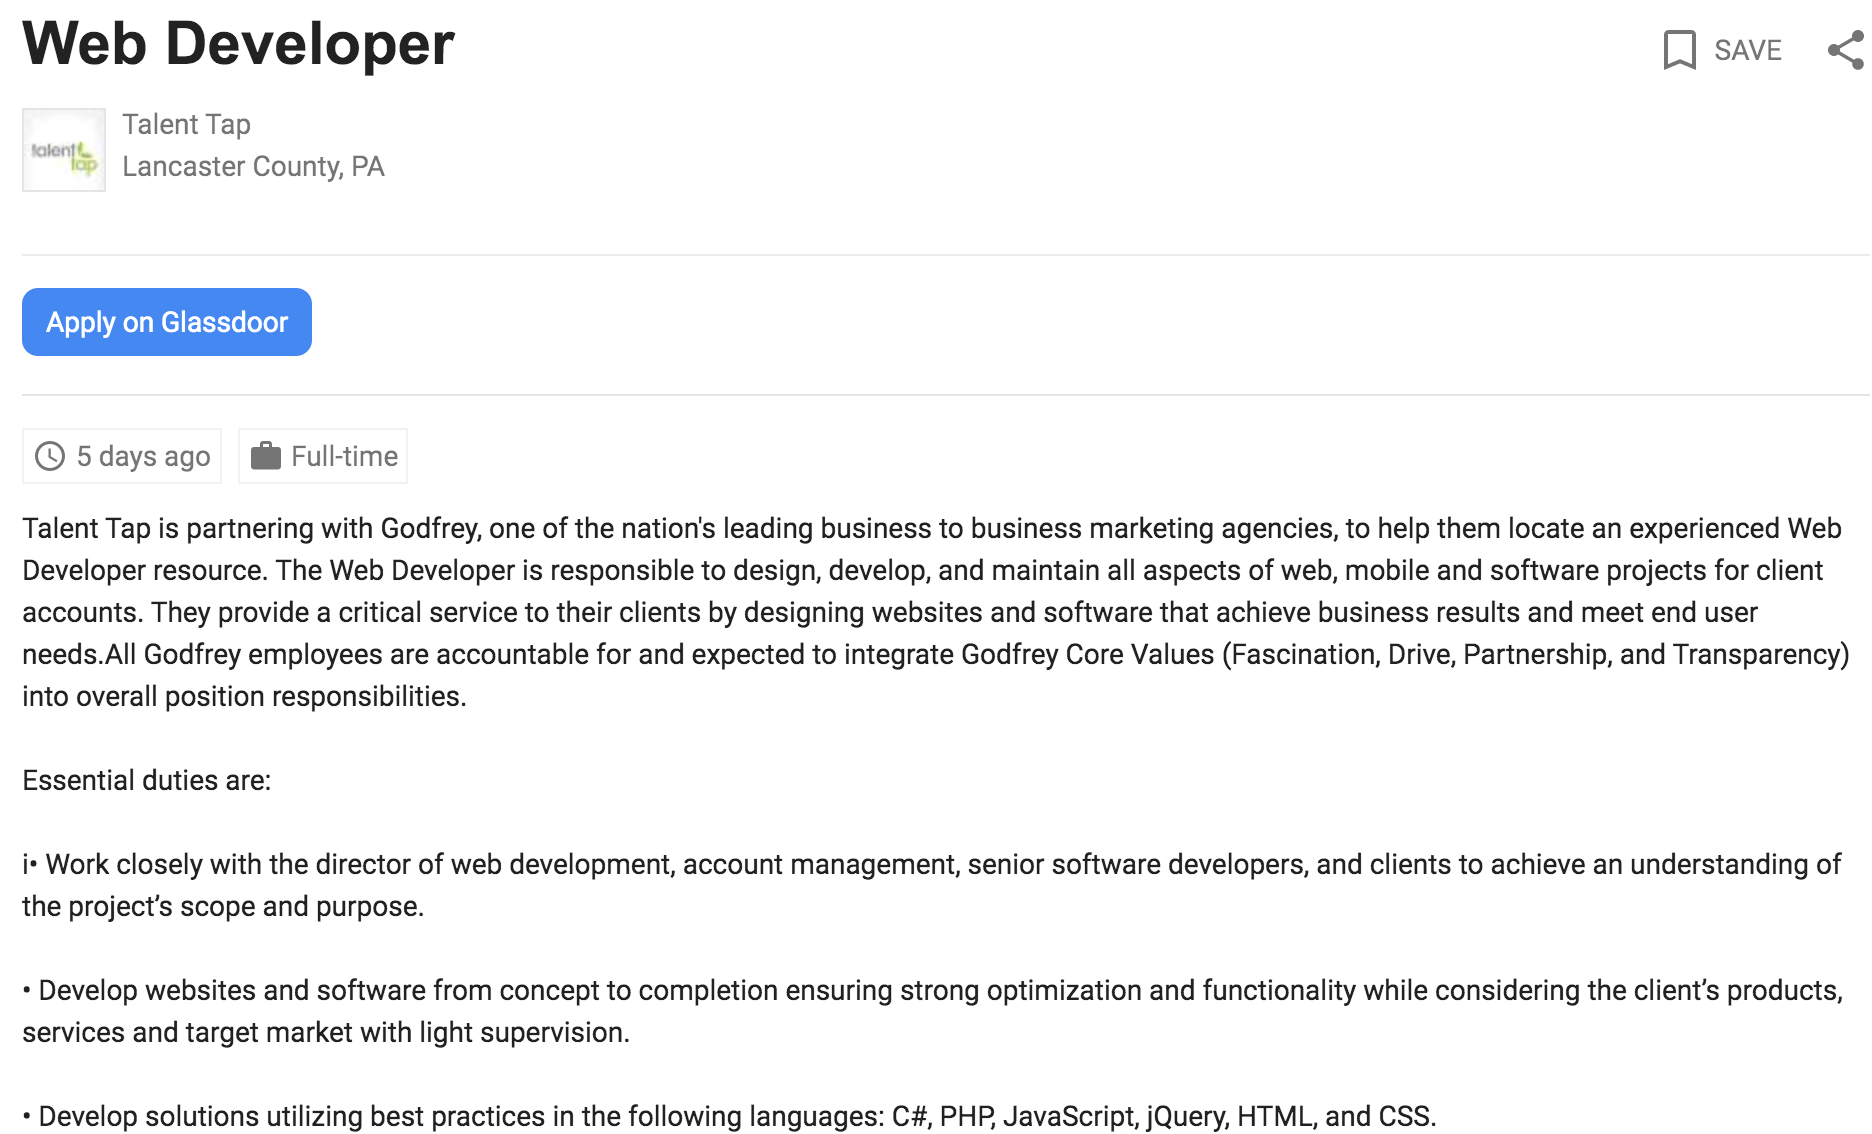 Web Developer
SAVE
talent
tap
Talent Tap
Lancaster County, PA
Apply on Glassdoor
5 days ago
Full-time
Talent Tap is partnering with Godfrey, one of the nation's leading business to business marketing agencies, to help them locate an experienced Web
Developer resource. The Web Developer is responsible to design, develop, and maintain all aspects of web, mobile and software projects for client
accounts. They provide a critical service to their clients by designing websites and software that achieve business results and meet end user
needs.All Godfrey employees are accountable for and expected to integrate Godfrey Core Values (Fascination, Drive, Partnership, and Transparency)
into overall position responsibilities.
Essential duties are:
i• Work closely with the director of web development, account management, senior software developers, and clients to achieve an understanding of
the project’s scope and purpose.
• Develop websites and software from concept to completion ensuring strong optimization and functionality while considering the client’s products,
services and target market with light supervision.
• Develop solutions utilizing best practices in the following languages: C#, PHP, JavaScript, jQuery, HTML, and CSS.